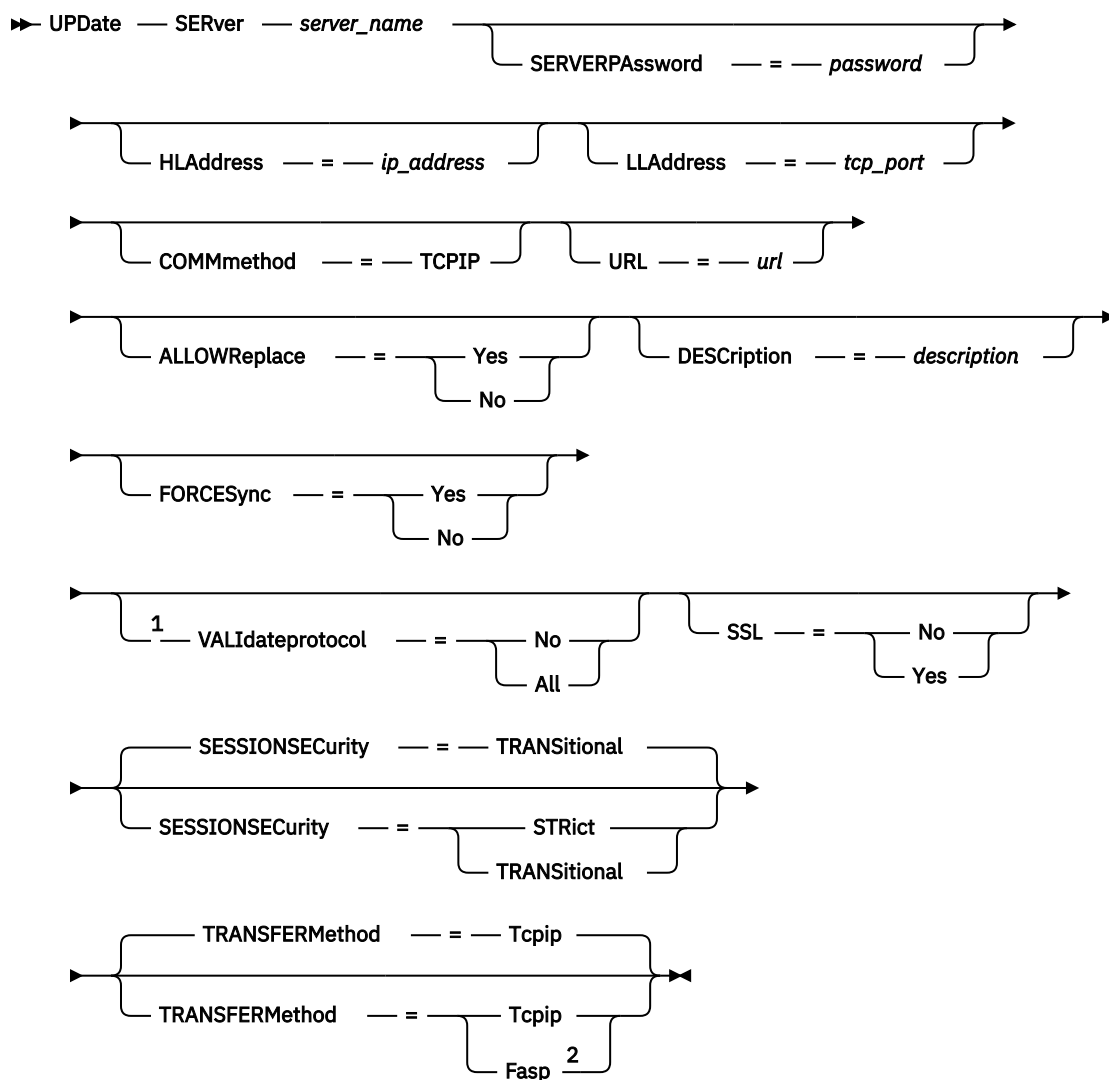 UPDate SERver server_name
SERVERPAssword = password
HLAddress = ip_address LLAddress = tcp_port
COMMmethod = TCPIP URL = url
ALLOWReplace = Yes DESCription = description
No
FORCESync = Yes
No
1 VALIdateprotocol = No SSL = No
All Yes
SESSIONSECurity = TRANSitional
SESSIONSECurity = STRict
TRANSitional
TRANSFERMethod = Tcpip
TRANSFERMethod = Tcpip
Fasp 2